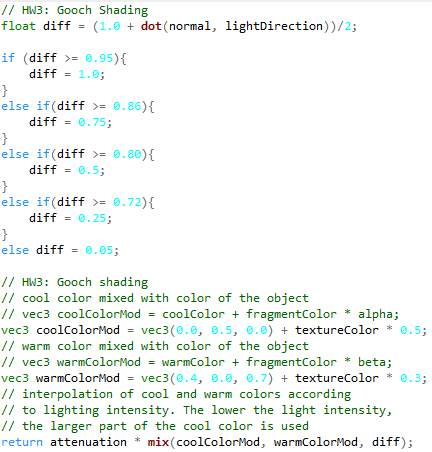 // HW3: Gooch Shading
float diff = (1.0 + dot(normal, lightDirection))/2;
if (diff >= 0.95){
diff = 1.0;
}
else if(diff >= 0.86){
diff = 0.75;
}
else if(diff >= 0.80){
diff = 0.5;
}
else if(diff >= 0.72){
diff = 0.25;
}
else diff = 0.05;
// HW3: Gooch shading
// cool color mixed with color of the object
// vec3 coolColorMod = coolColor + fragmentColor * alpha;
vec3 coolColorMod = vec3(0.0, 0.5, 0.0) + textureColor * 0.5;
// warm color mixed with color of the object
// vec3 warmColorMod = warmColor + fragmentColor * beta;
vec3 warmColorMod = vec3(0.4, 0.0, 0.7) + textureColor * 0.3;
// interpolation of cool and warm colors according
// to lighting intensity. The lower the light intensity,
// the larger part of the cool color is used
return attenuation * mix(coolColorMod, warmColorMod, diff);